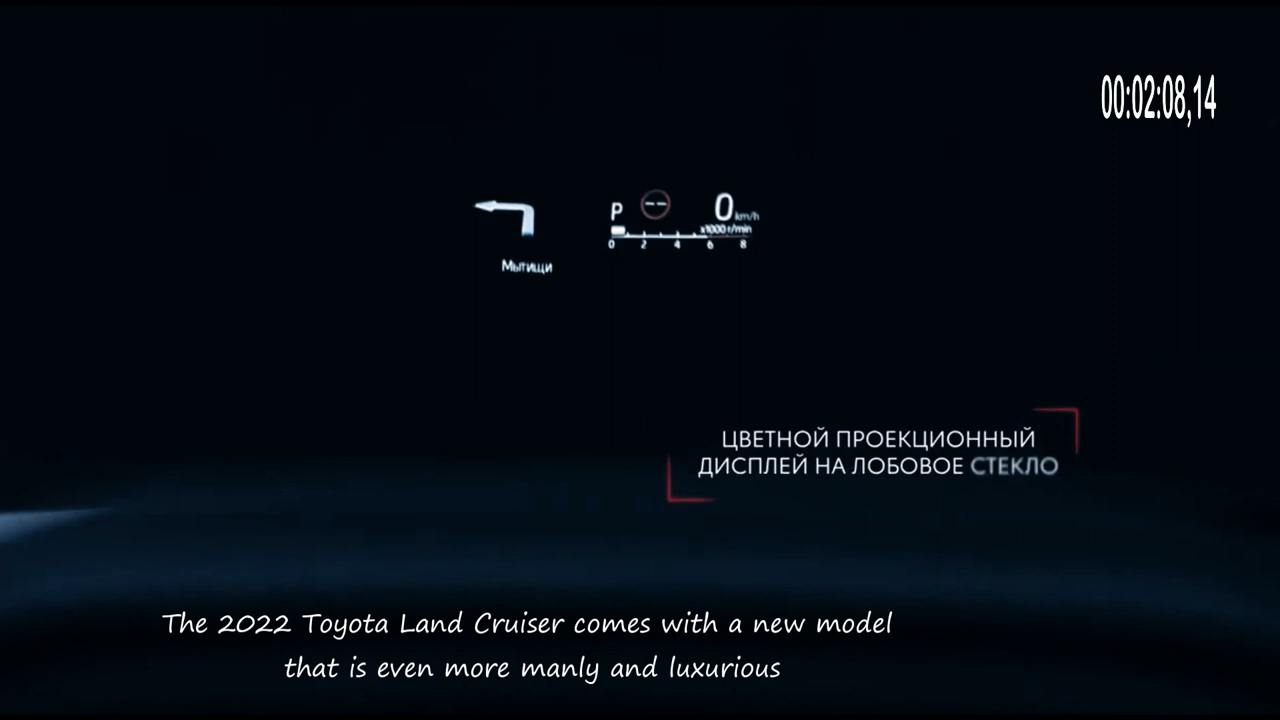 00:02:08,14
P -- 0 km/h
x1000 r/min
0 2 4 6 8
Мытищи
ЦВЕТНОЙ ПРОЕКЦИОННЫЙ
ДИСПЛЕЙ НА ЛОБОВОЕ СТЕКЛО
The 2022 Toyota Land Cruiser comes with a new model
that is even more manly and luxurious